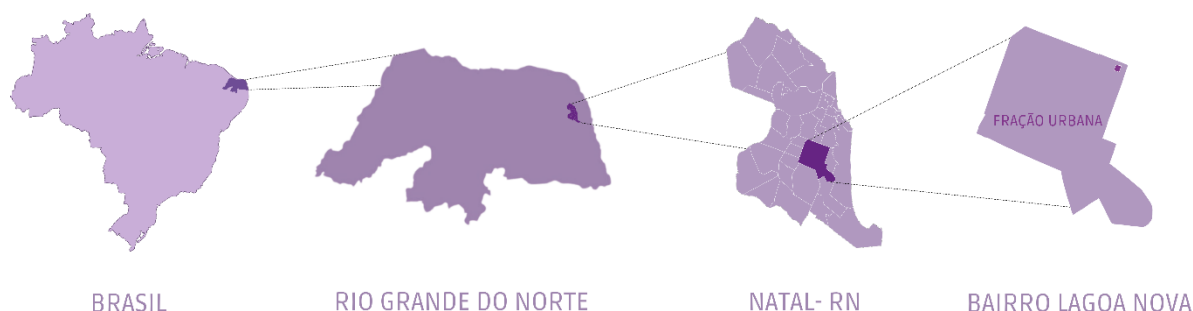 FRAÇÃO URBANA
BRASIL
RIO GRANDE DO NORTE
NATAL- RN
BAIRRO LAGOA NOVA